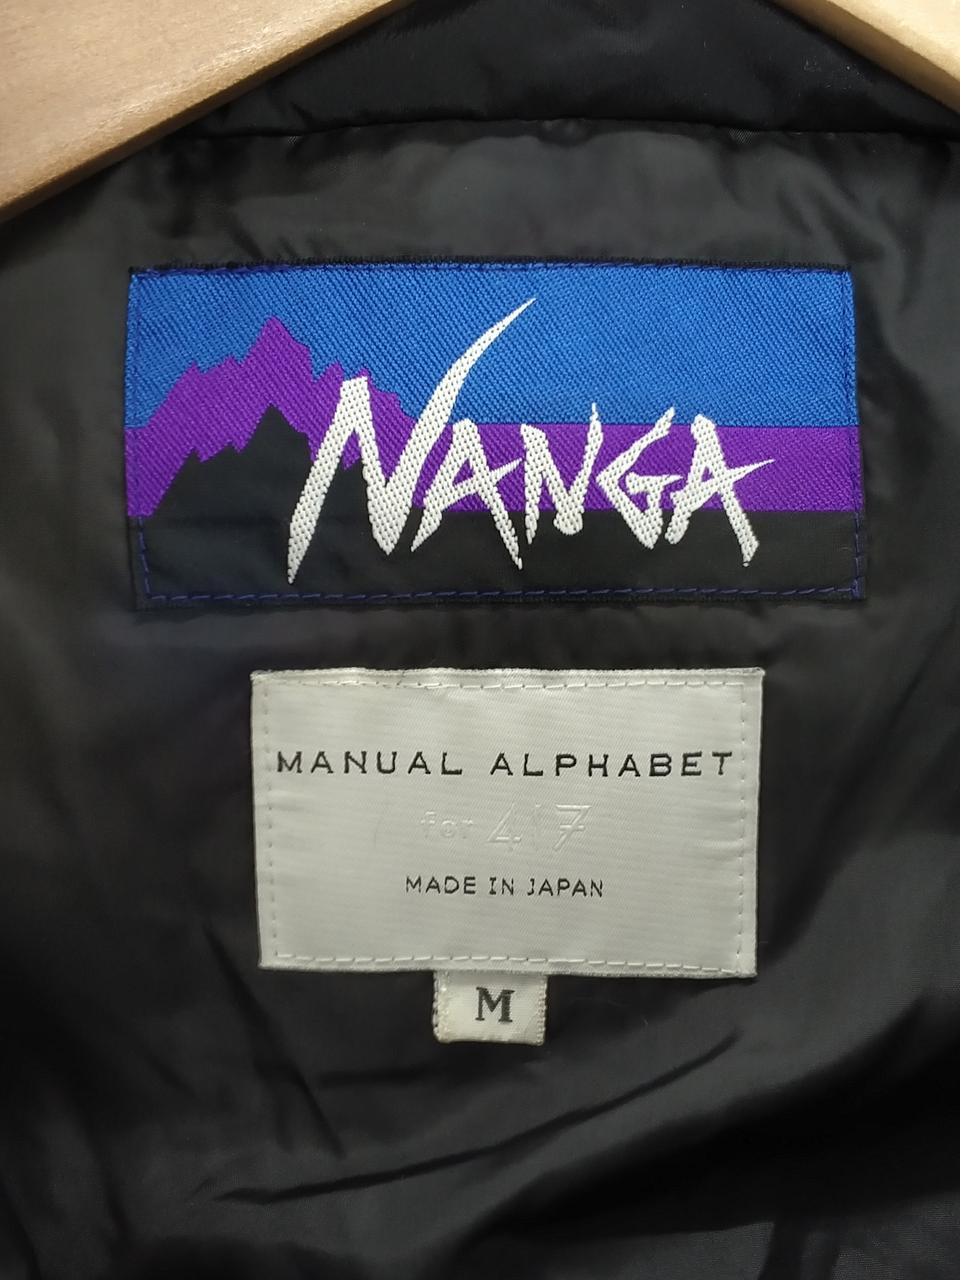 NANGA
MANUAL ALPHABET
for 417
MADE IN JAPAN
M